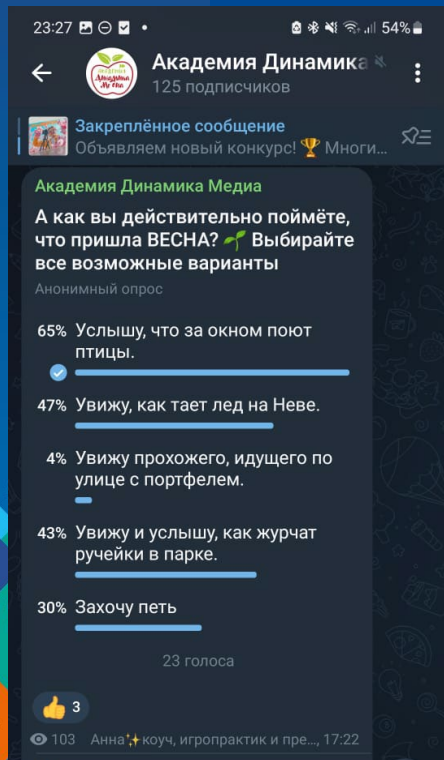 23:27
54%
Академия Динамика
125 подписчиков
Закреплённое сообщение
Объявляем новый конкурс! 🏆 Многи...
Академия Динамика Медиа
А как вы действительно поймёте,
что пришла ВЕСНА? 🌱 Выбирайте
все возможные варианты
Анонимный опрос
65% Услышу, что за окном поют
птицы.
47% Увижу, как тает лед на Неве.
4% Увижу прохожего, идущего по
улице с портфелем.
43% Увижу и услышу, как журчат
ручейки в парке.
30% Захочу петь
23 голоса
👍 3
103 Анна✨коуч, игропрактик и пре..., 17:22